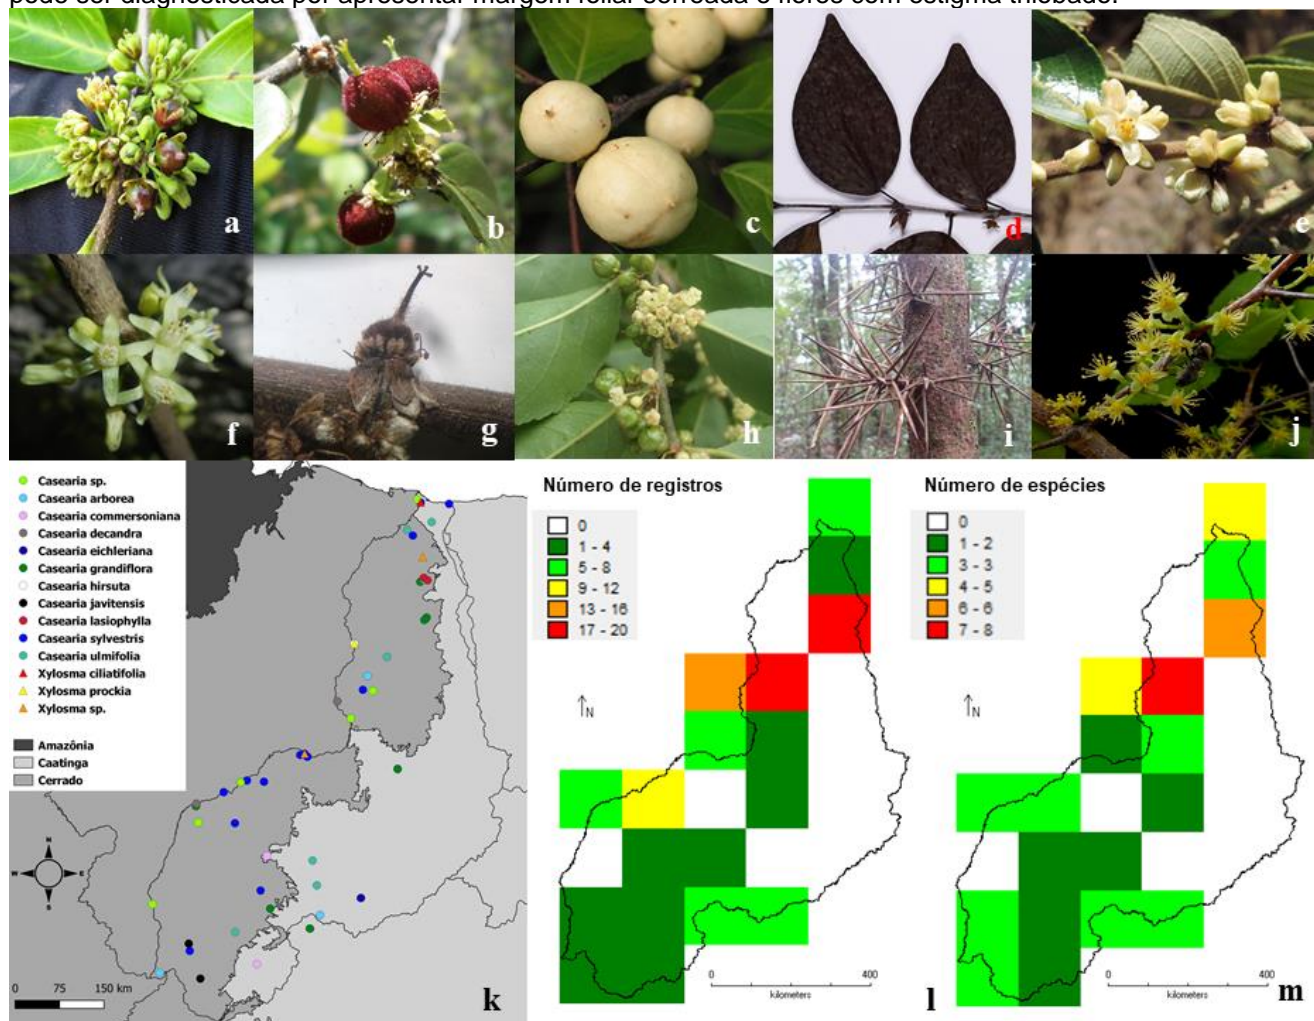 pode ser diagnosticada por apresentar margem foliar serreada e flores com estigma trilobado.
a
b
c
d
e
f
g
h
i
j
Casearia sp.
Casearia arborea
Casearia commersoniana
Casearia decandra
Casearia eichleriana
Casearia grandiflora
Casearia hirsuta
Casearia javitensis
Casearia lasiophylla
Casearia sylvestris
Casearia ulmifolia
Xylosma ciliatifolia
Xylosma prockia
Xylosma sp.
Amazônia
Caatinga
Cerrado
N
W
E
S
0 75 150 km
k
Número de registros
0
1 - 4
5 - 8
9 - 12
13 - 16
17 - 20
N
0 400
kilometers
l
Número de espécies
0
1 - 2
3 - 3
4 - 5
6 - 6
7 - 8
N
0 400
kilometers
m